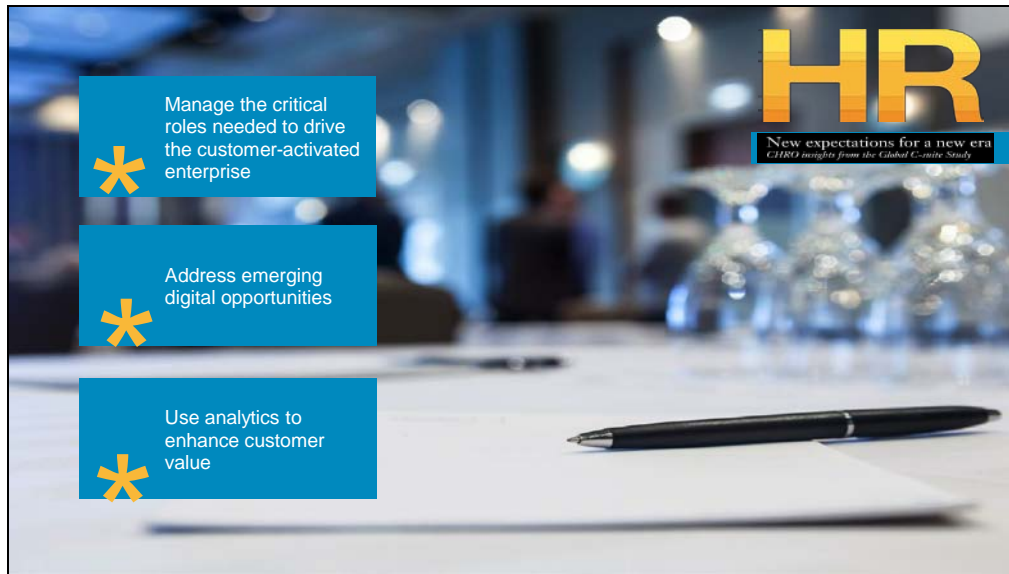 HR
New expectations for a new era
CHRO insights from the Global C-suite Study
*
Manage the critical
roles needed to drive
the customer-activated
enterprise
*
Address emerging
digital opportunities
*
Use analytics to
enhance customer
value